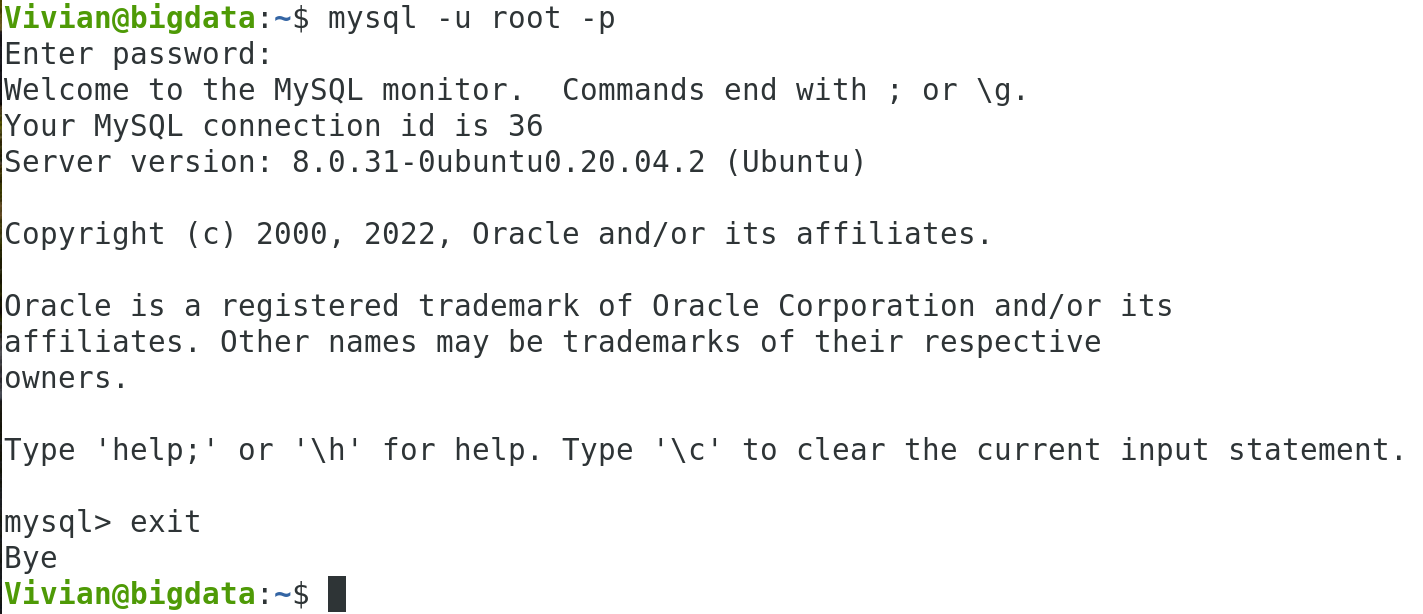 Vivian@bigdata:~$ mysql -u root -p
Enter password:
Welcome to the MySQL monitor.  Commands end with ; or \g.
Your MySQL connection id is 36
Server version: 8.0.31-0ubuntu0.20.04.2 (Ubuntu)
Copyright (c) 2000, 2022, Oracle and/or its affiliates.
Oracle is a registered trademark of Oracle Corporation and/or its
affiliates. Other names may be trademarks of their respective
owners.
Type 'help;' or '\h' for help. Type '\c' to clear the current input statement.
mysql> exit
Bye
Vivian@bigdata:~$